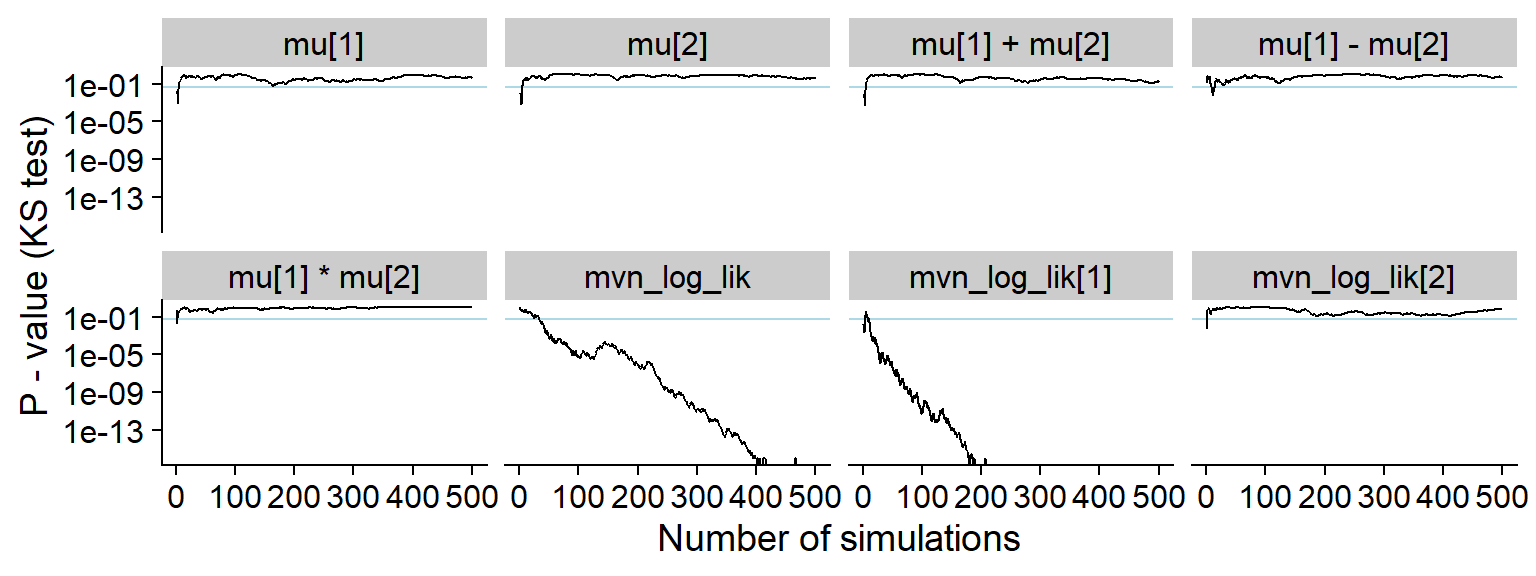 mu[1] mu[2] mu[1] + mu[2] mu[1] - mu[2]
1e-01
1e-05
1e-09
1e-13
P - value (KS test)
mu[1] * mu[2] mvn_log_lik mvn_log_lik[1] mvn_log_lik[2]
1e-01
1e-05
1e-09
1e-13
0 100 200 300 400 500 0 100 200 300 400 500 0 100 200 300 400 500 0 100 200 300 400 500
Number of simulations